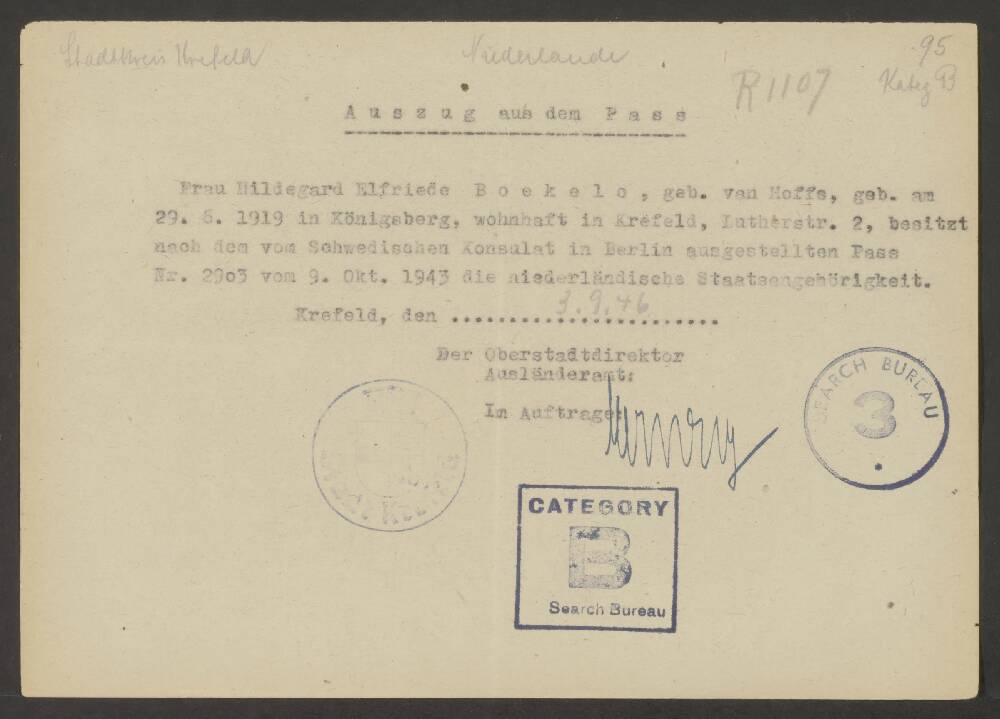 Stadtkreis Krefeld
Niederlande
95
R 1107
Kateg B
Auszug aus dem Pass
Frau Hildegard Elfriede Boekelo, geb. van Hoffs, geb. am
29. 6. 1919 in Königsberg, wohnhaft in Krefeld, Lutherstr. 2, besitzt
nach dem vom Schwedischen Konsulat in Berlin ausgestellten Pass
Nr. 2903 vom 9. Okt. 1943 die niederländische Staatsangehörigkeit.
Krefeld, den 3.9.46
Der Oberstadtdirektor
Ausländeramt:
Im Auftrage:
SEARCH BUREAU
3
CATEGORY
B
Search Bureau